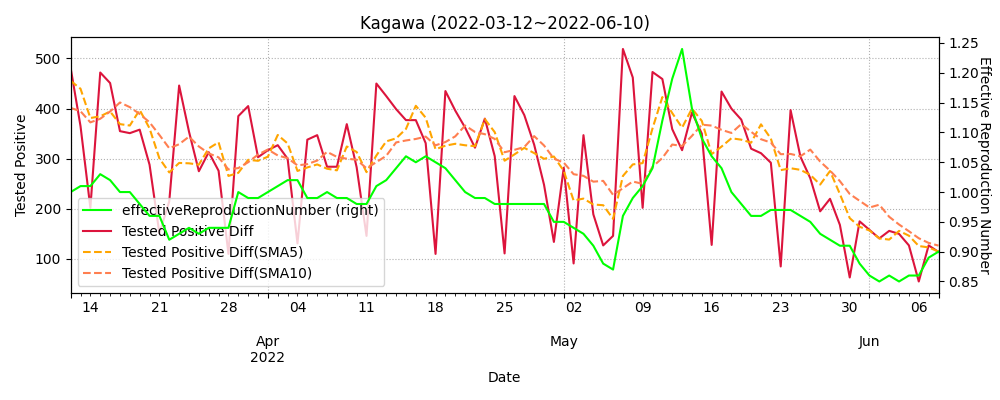 Kagawa (2022-03-12~2022-06-10)
Tested Positive
500
400
300
200
100
1.25
1.20
1.15
1.10
1.05
1.00
0.95
0.90
0.85
Effective Reproduction Number
effectiveReproductionNumber (right)
Tested Positive Diff
Tested Positive Diff(SMA5)
Tested Positive Diff(SMA10)
14 21 28 04 11 18 25 02 09 16 23 30 06
Apr May Jun
2022
Date